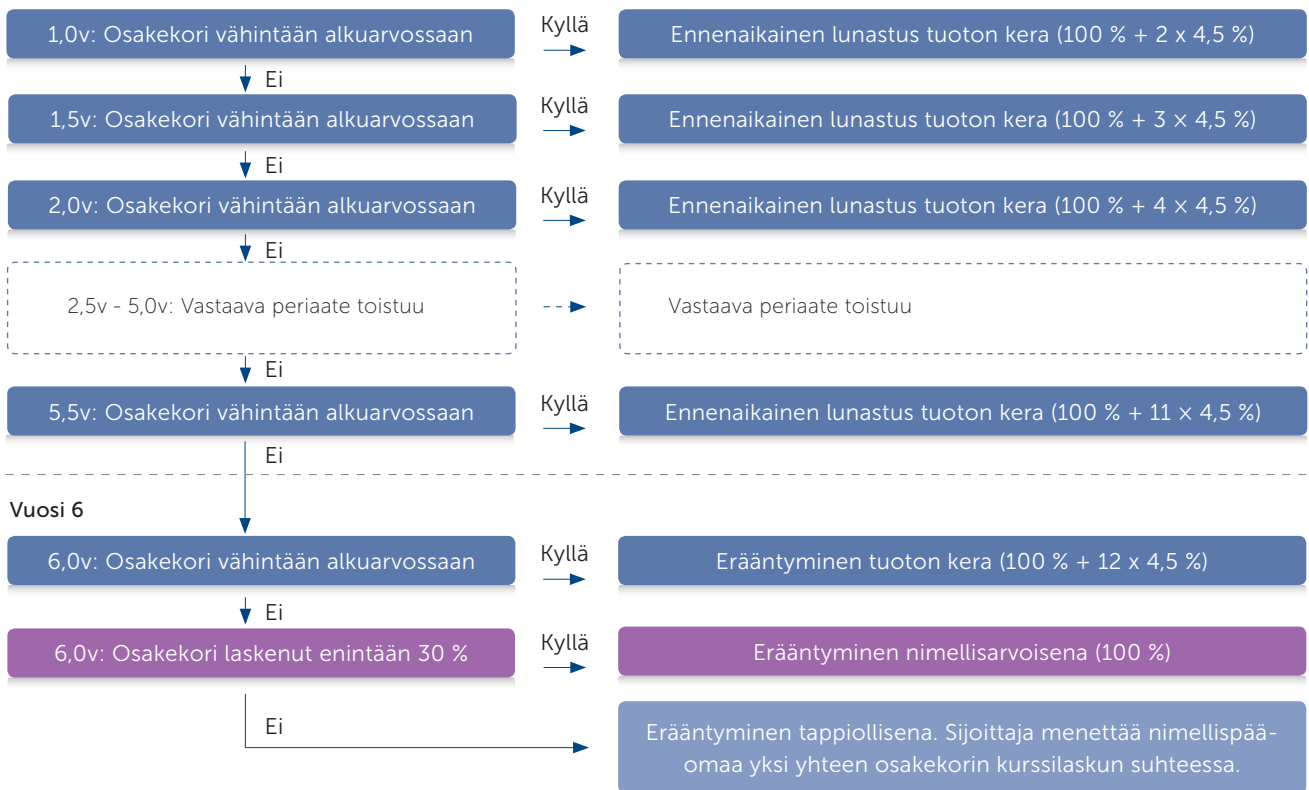 1,0v: Osakekori vähintään alkuarvossaan
Kyllä
Ennenaikainen lunastus tuoton kera (100 % + 2 x 4,5 %)
Ei
1,5v: Osakekori vähintään alkuarvossaan
Kyllä
Ennenaikainen lunastus tuoton kera (100 % + 3 × 4,5 %)
Ei
2,0v: Osakekori vähintään alkuarvossaan
Kyllä
Ennenaikainen lunastus tuoton kera (100 % + 4 × 4,5 %)
Ei
2,5v - 5,0v: Vastaava periaate toistuu
Vastaava periaate toistuu
Ei
5,5v: Osakekori vähintään alkuarvossaan
Kyllä
Ennenaikainen lunastus tuoton kera (100 % + 11 × 4,5 %)
Ei
Vuosi 6
6,0v: Osakekori vähintään alkuarvossaan
Kyllä
Erääntyminen tuoton kera (100 % + 12 x 4,5 %)
Ei
6,0v: Osakekori laskenut enintään 30 %
Kyllä
Erääntyminen nimellisarvoisena (100 %)
Ei
Erääntyminen tappiollisena. Sijoittaja menettää nimellispää-
omaa yksi yhteen osakekorin kurssilaskun suhteessa.